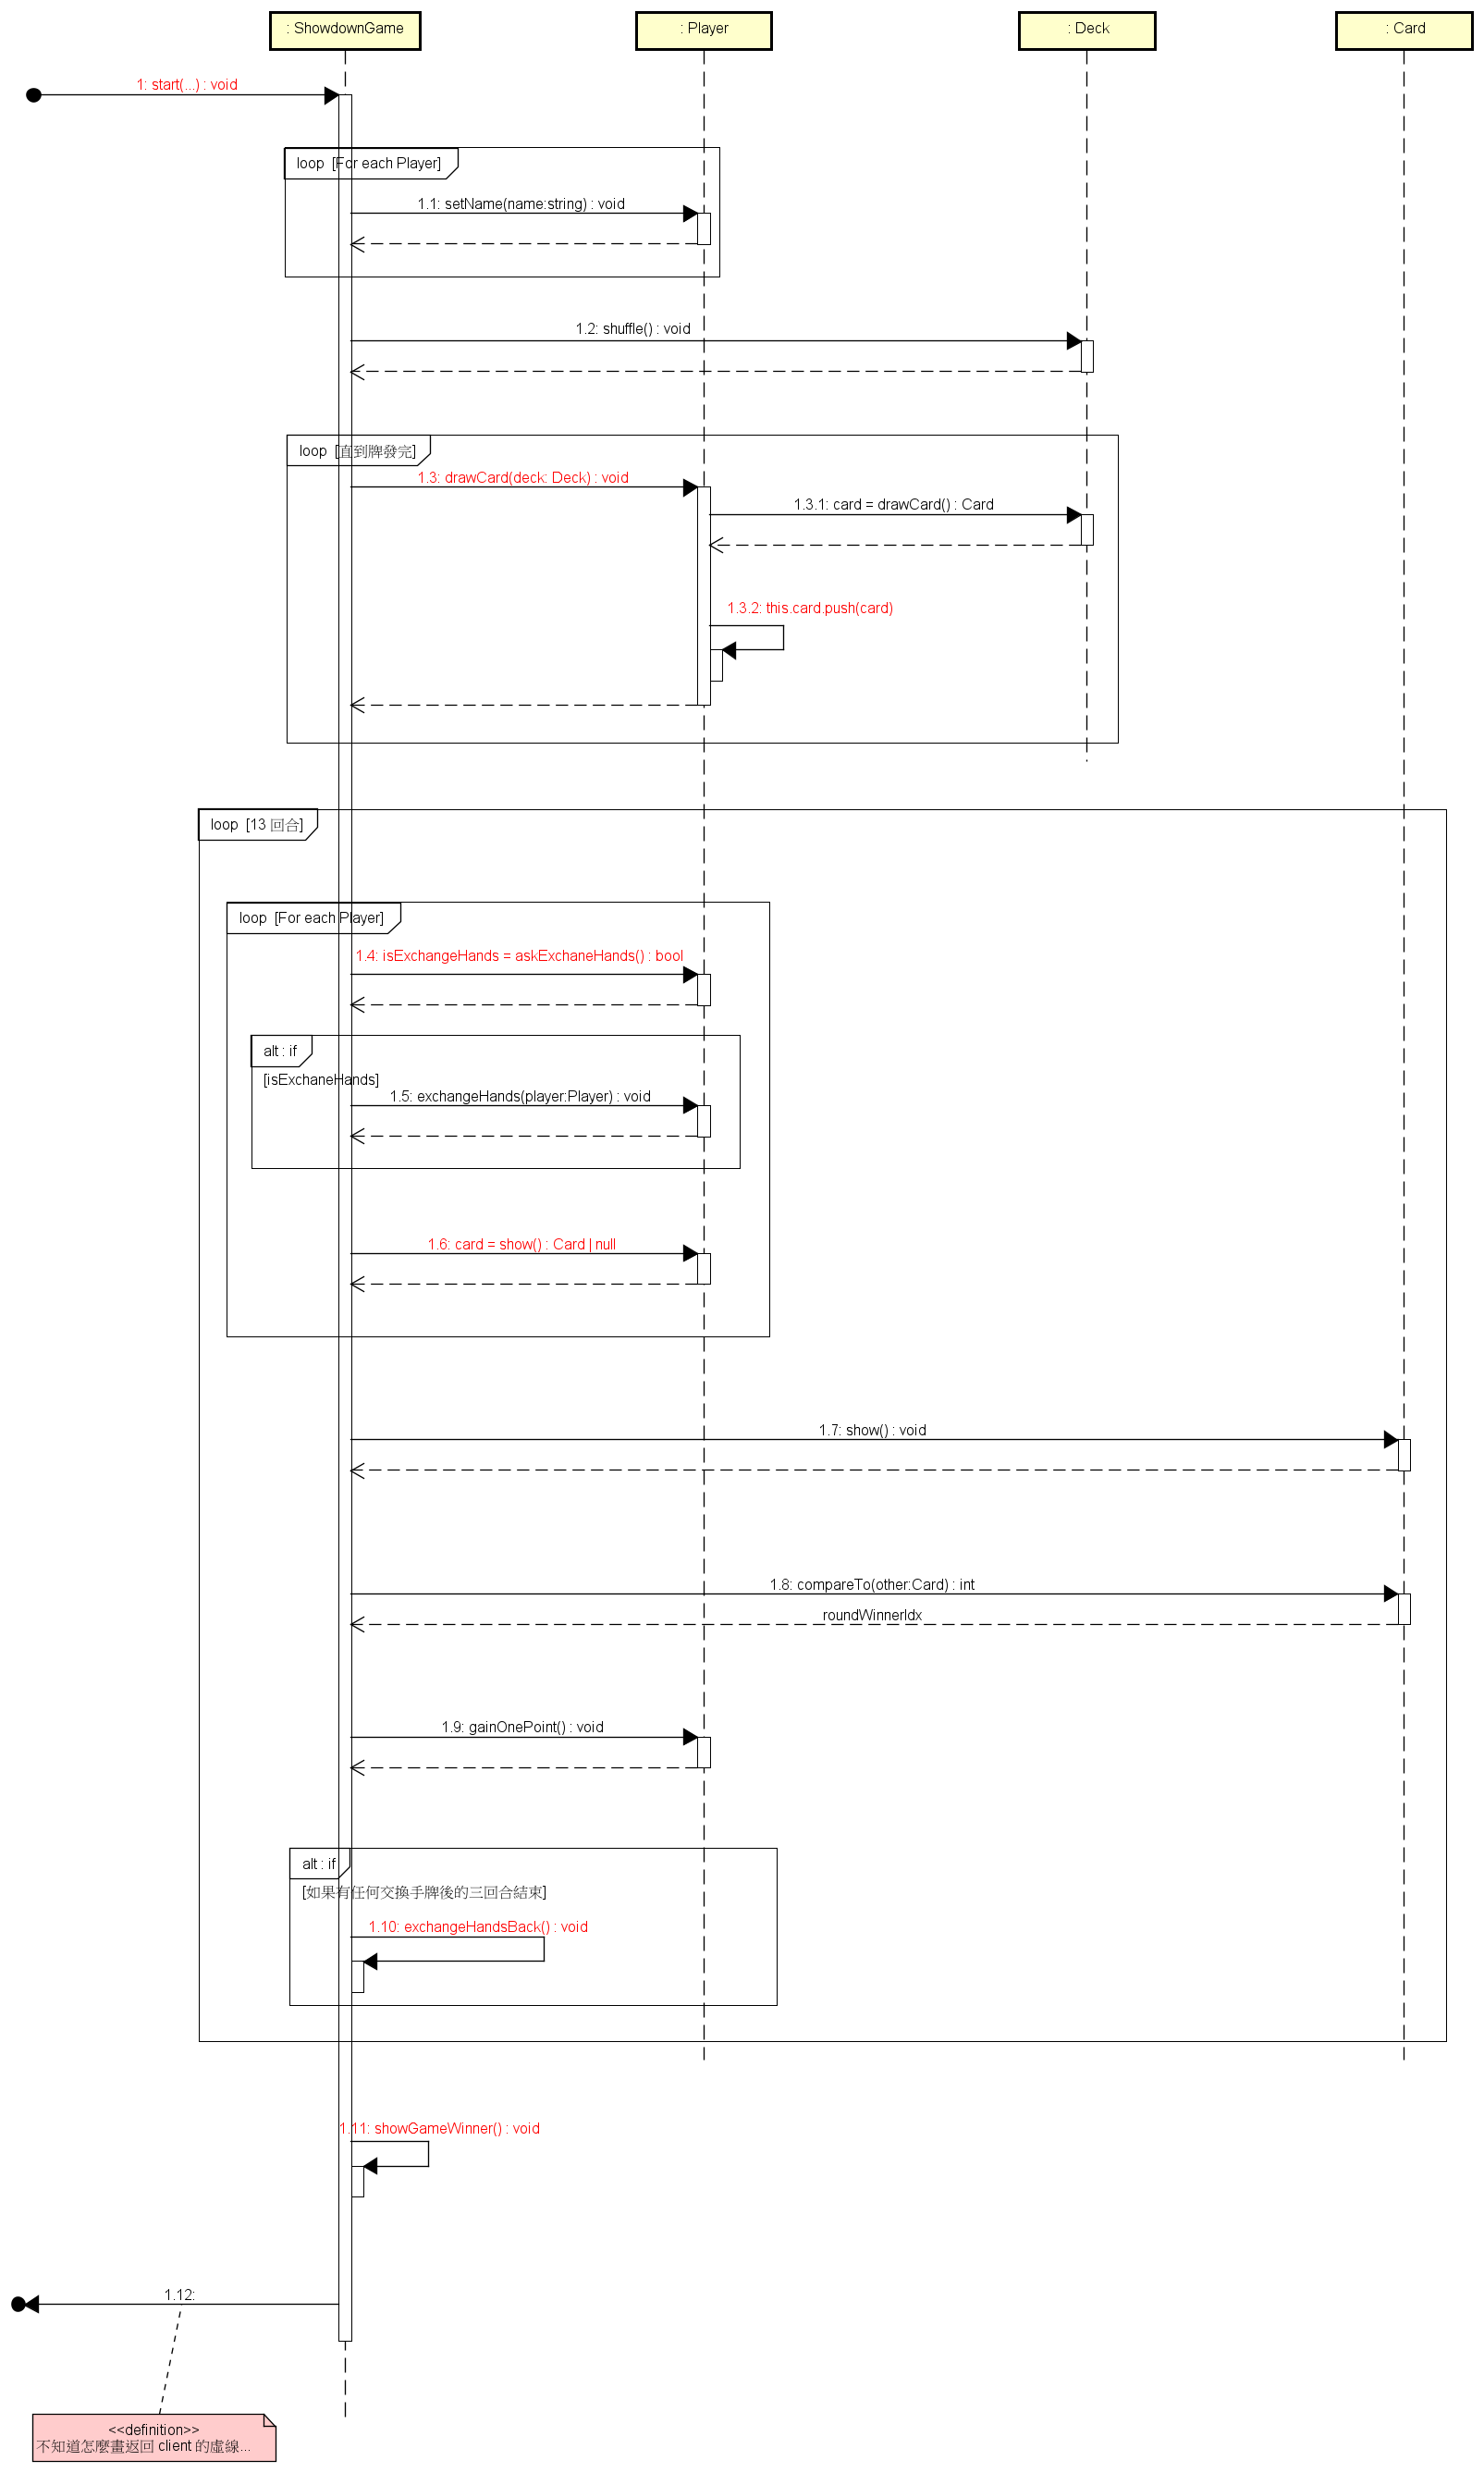 : ShowdownGame
: Player
: Deck
: Card
1: start(...) : void
loop [For each Player]
1.1: setName(name:string) : void
1.2: shuffle() : void
loop [直到牌發完]
1.3: drawCard(deck: Deck) : void
1.3.1: card = drawCard() : Card
1.3.2: this.card.push(card)
loop [13 回合]
loop [For each Player]
1.4: isExchangeHands = askExchaneHands() : bool
alt : if
[isExchaneHands]
1.5: exchangeHands(player:Player) : void
1.6: card = show() : Card | null
1.7: show() : void
1.8: compareTo(other:Card) : int
roundWinnerIdx
1.9: gainOnePoint() : void
alt : if
[如果有任何交換手牌後的三回合結束]
1.10: exchangeHandsBack() : void
1.11: showGameWinner() : void
1.12:
<<definition>>
不知道怎麼畫返回 client 的虛線...